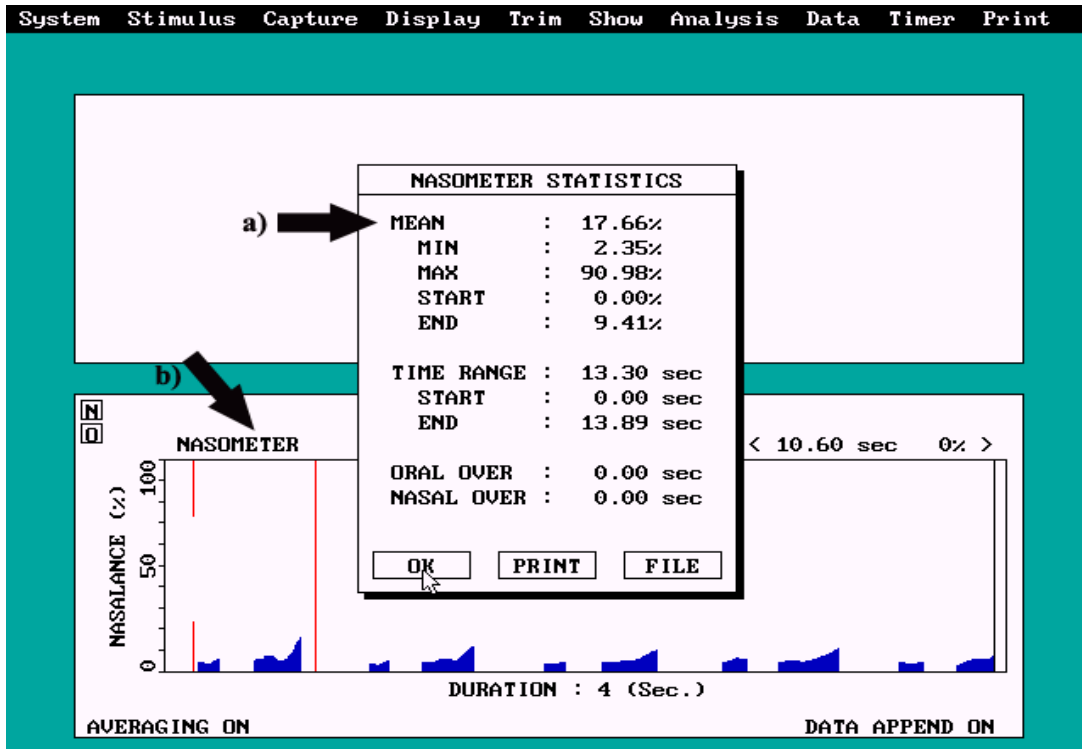 System Stimulus Capture Display Trim Show Analysis Data Timer Print
NASOMETER STATISTICS
a)
MEAN : 17.66%
MIN : 2.35%
MAX : 90.98%
START : 0.00%
END : 9.41%
TIME RANGE : 13.30 sec
START : 0.00 sec
END : 13.89 sec
ORAL OVER : 0.00 sec
NASAL OVER : 0.00 sec
OK PRINT FILE
b)
N
O
NASOMETER
< 10.60 sec 0% >
NASALANCE (%)
100
50
0
DURATION : 4 (Sec.)
AVERAGING ON
DATA APPEND ON